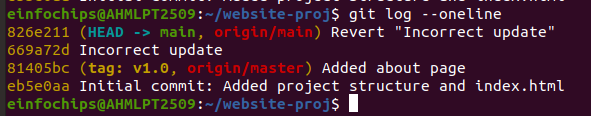 einfochips@AHMLPT2509:~/website-proj$ git log --oneline
826e211 (HEAD -> main, origin/main) Revert "Incorrect update"
669a72d Incorrect update
81405bc (tag: v1.0, origin/master) Added about page
eb5e0aa Initial commit: Added project structure and index.html
einfochips@AHMLPT2509:~/website-proj$